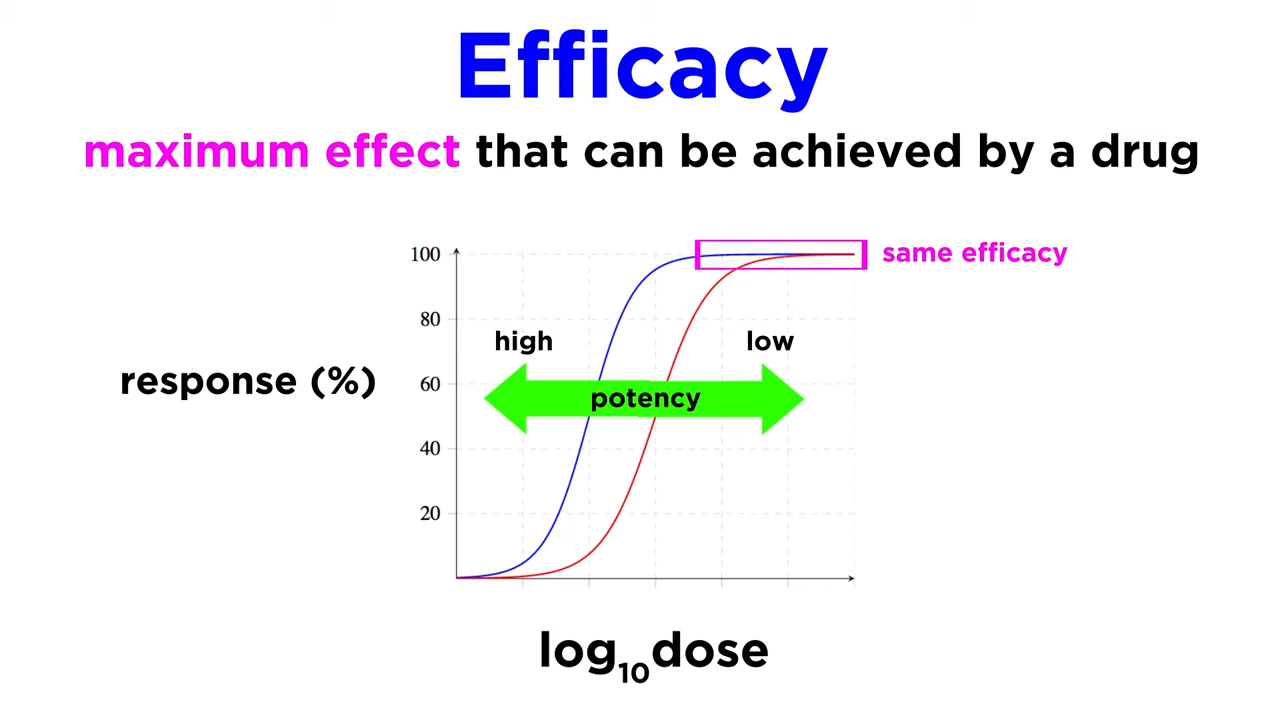 Efficacy
maximum effect that can be achieved by a drug
100
same efficacy
80
high
low
response (%)
60
potency
40
20
log₁₀dose